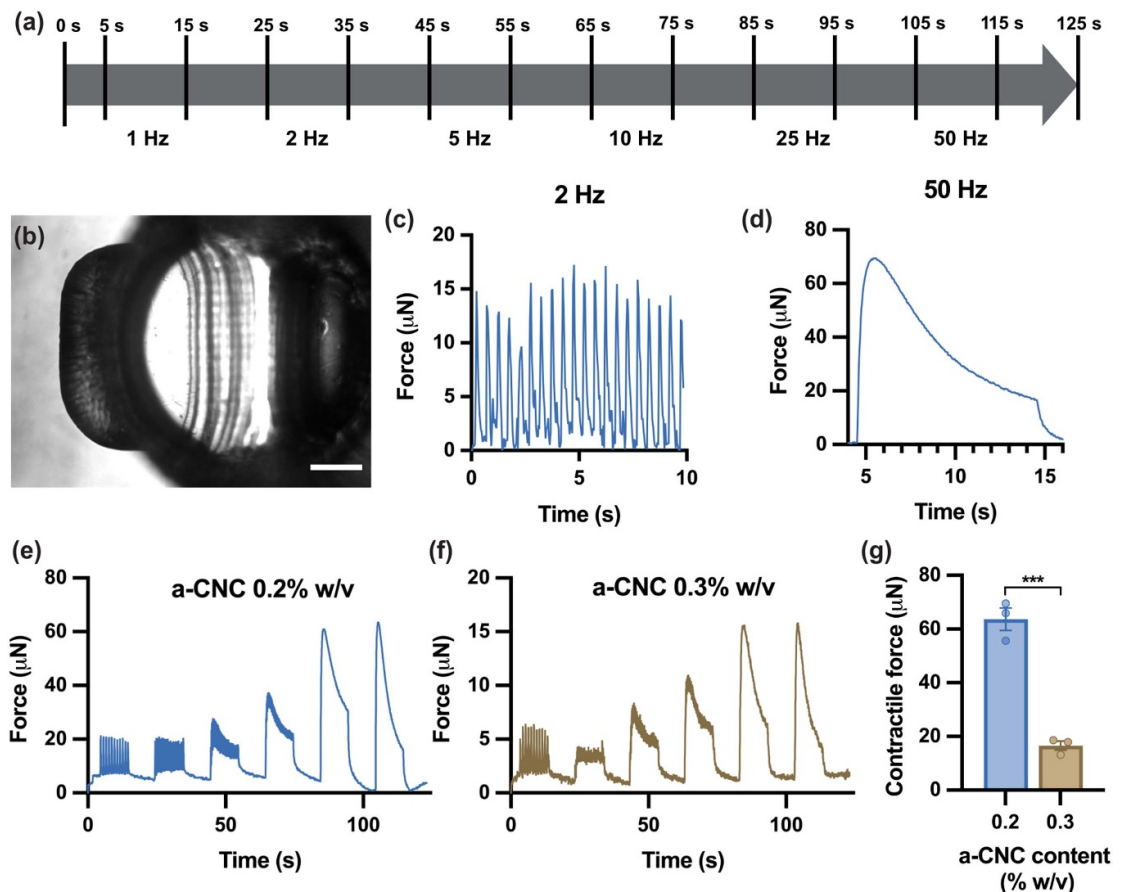 (a)
0 s 5 s 15 s 25 s 35 s 45 s 55 s 65 s 75 s 85 s 95 s 105 s 115 s 125 s
1 Hz 2 Hz 5 Hz 10 Hz 25 Hz 50 Hz
(b)
(c)
2 Hz
Force (μN)
20
15
10
5
0
0 5 10
Time (s)
(d)
50 Hz
Force (μN)
80
60
40
20
0
5 10 15
Time (s)
(e)
a-CNC 0.2% w/v
Force (μN)
80
60
40
20
0
0 50 100
Time (s)
(f)
a-CNC 0.3% w/v
Force (μN)
20
15
10
5
0
0 50 100
Time (s)
(g)
Contractile force (μN)
80
60
40
20
0
***
0.2 0.3
a-CNC content
(% w/v)